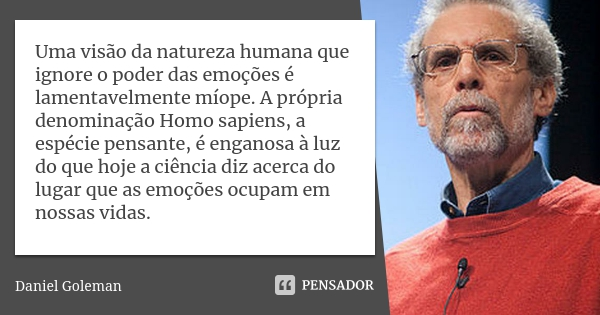 Uma visão da natureza humana que
ignore o poder das emoções é
lamentavelmente míope. A própria
denominação Homo sapiens, a
espécie pensante, é enganosa à luz
do que hoje a ciência diz acerca do
lugar que as emoções ocupam em
nossas vidas.
Daniel Goleman
PENSADOR